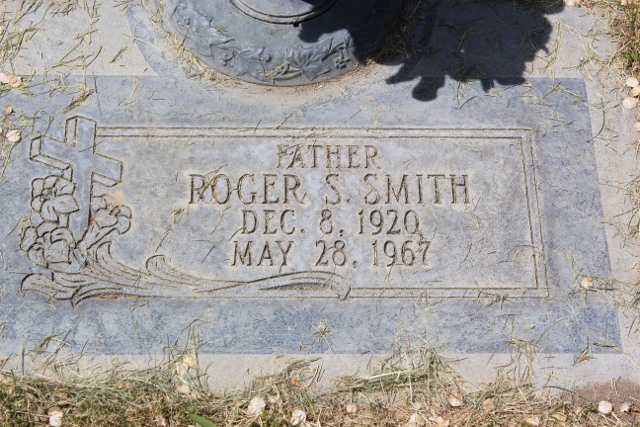 FATHER
ROGER S. SMITH
DEC. 8, 1920
MAY 28, 1967